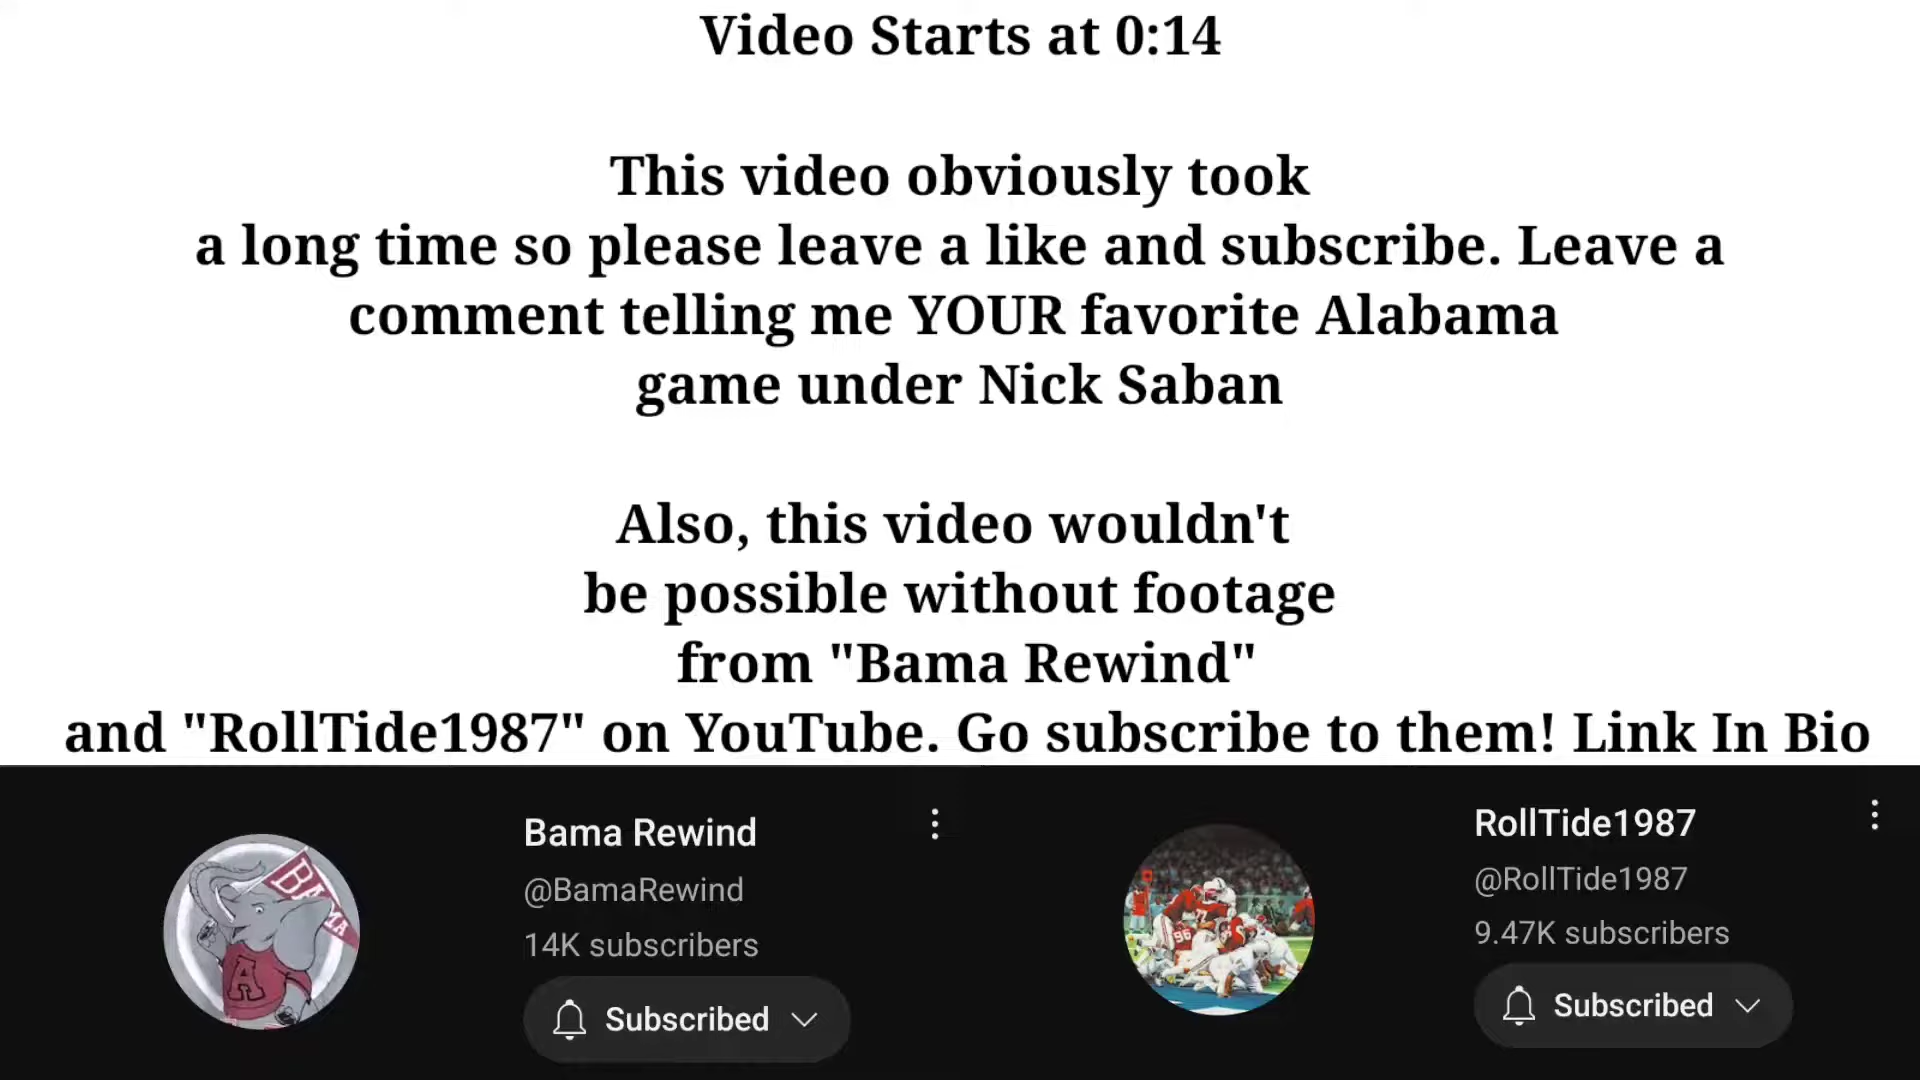 Video Starts at 0:14
This video obviously took
a long time so please leave a like and subscribe. Leave a
comment telling me YOUR favorite Alabama
game under Nick Saban
Also, this video wouldn't
be possible without footage
from "Bama Rewind"
and "RollTide1987" on YouTube. Go subscribe to them! Link In Bio
BAMA
A
Bama Rewind
@BamaRewind
14K subscribers
Subscribed
96
RollTide1987
@RollTide1987
9.47K subscribers
Subscribed